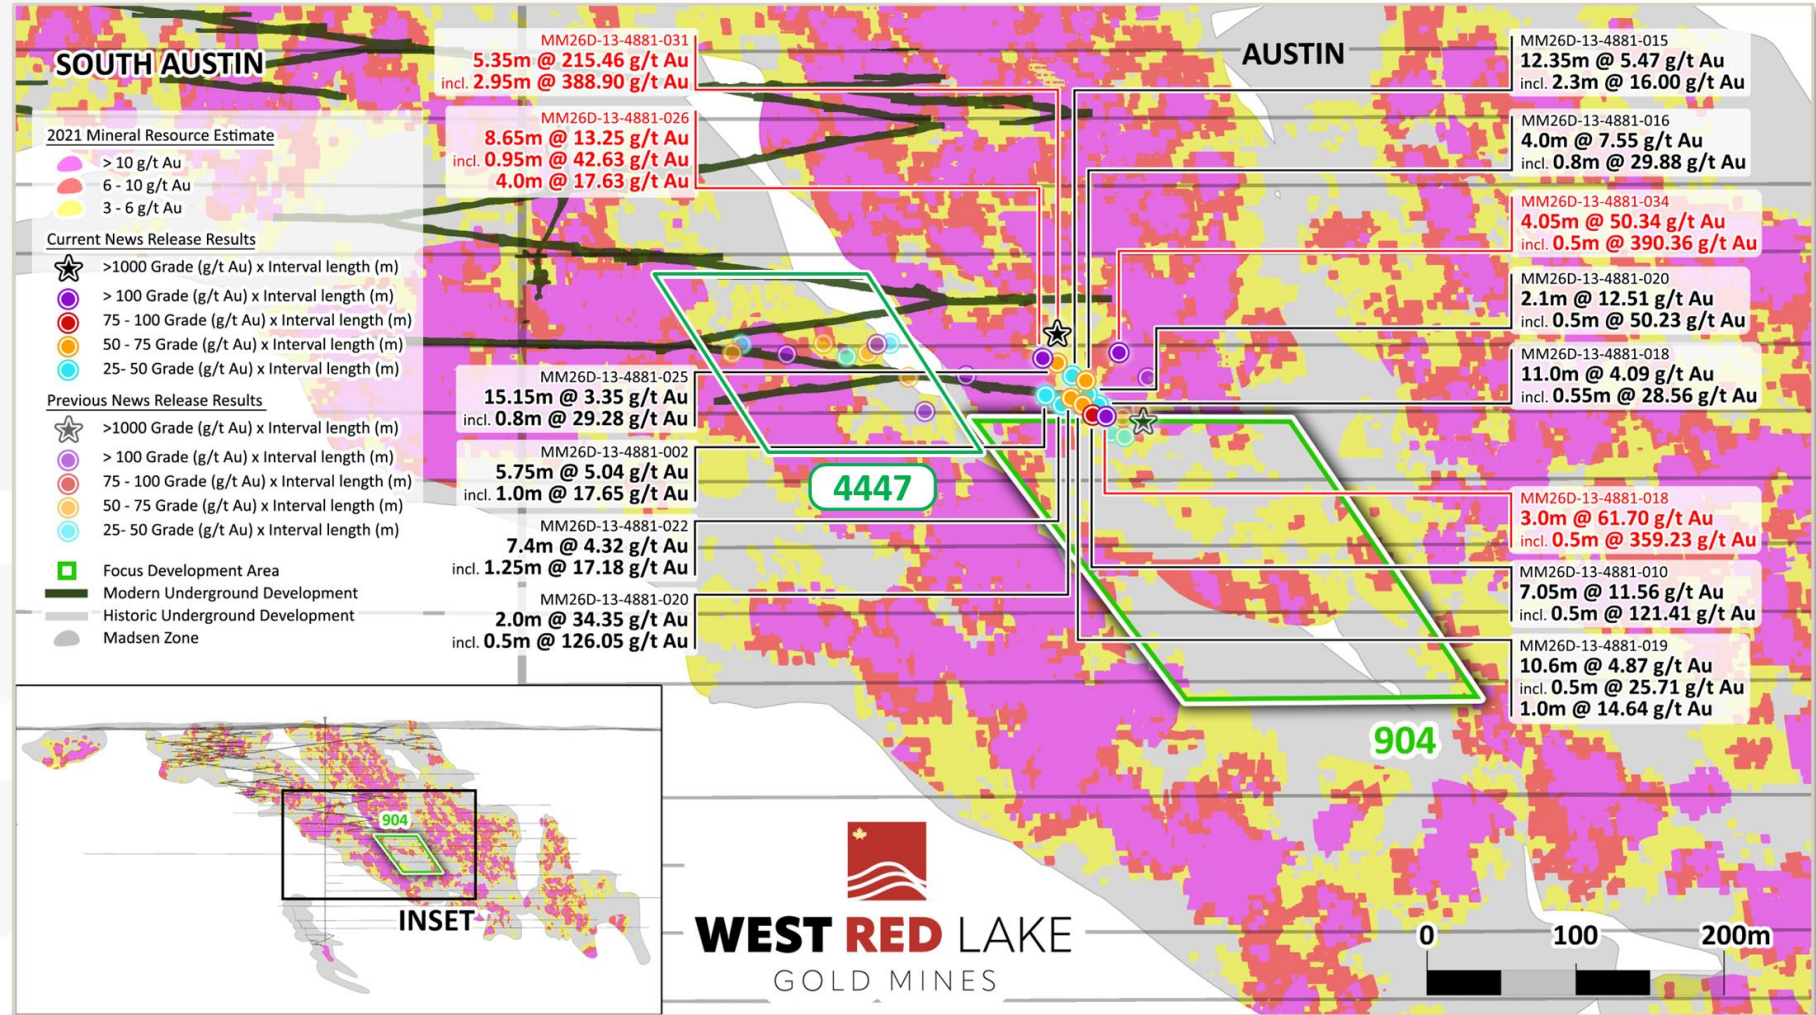 SOUTH AUSTIN
AUSTIN
2021 Mineral Resource Estimate
> 10 g/t Au
6 - 10 g/t Au
3 - 6 g/t Au
Current News Release Results
>1000 Grade (g/t Au) x Interval length (m)
> 100 Grade (g/t Au) x Interval length (m)
75 - 100 Grade (g/t Au) x Interval length (m)
50 - 75 Grade (g/t Au) x Interval length (m)
25- 50 Grade (g/t Au) x Interval length (m)
Previous News Release Results
>1000 Grade (g/t Au) x Interval length (m)
> 100 Grade (g/t Au) x Interval length (m)
75 - 100 Grade (g/t Au) x Interval length (m)
50 - 75 Grade (g/t Au) x Interval length (m)
25- 50 Grade (g/t Au) x Interval length (m)
Focus Development Area
Modern Underground Development
Historic Underground Development
Madsen Zone
MM26D-13-4881-031
5.35m @ 215.46 g/t Au
incl. 2.95m @ 388.90 g/t Au
MM26D-13-4881-026
8.65m @ 13.25 g/t Au
incl. 0.95m @ 42.63 g/t Au
4.0m @ 17.63 g/t Au
MM26D-13-4881-025
15.15m @ 3.35 g/t Au
incl. 0.8m @ 29.28 g/t Au
MM26D-13-4881-002
5.75m @ 5.04 g/t Au
incl. 1.0m @ 17.65 g/t Au
MM26D-13-4881-022
7.4m @ 4.32 g/t Au
incl. 1.25m @ 17.18 g/t Au
MM26D-13-4881-020
2.0m @ 34.35 g/t Au
incl. 0.5m @ 126.05 g/t Au
4447
MM26D-13-4881-015
12.35m @ 5.47 g/t Au
incl. 2.3m @ 16.00 g/t Au
MM26D-13-4881-016
4.0m @ 7.55 g/t Au
incl. 0.8m @ 29.88 g/t Au
MM26D-13-4881-034
4.05m @ 50.34 g/t Au
incl. 0.5m @ 390.36 g/t Au
MM26D-13-4881-020
2.1m @ 12.51 g/t Au
incl. 0.5m @ 50.23 g/t Au
MM26D-13-4881-018
11.0m @ 4.09 g/t Au
incl. 0.55m @ 28.56 g/t Au
MM26D-13-4881-018
3.0m @ 61.70 g/t Au
incl. 0.5m @ 359.23 g/t Au
MM26D-13-4881-010
7.05m @ 11.56 g/t Au
incl. 0.5m @ 121.41 g/t Au
MM26D-13-4881-019
10.6m @ 4.87 g/t Au
incl. 0.5m @ 25.71 g/t Au
1.0m @ 14.64 g/t Au
904
904
INSET
WEST RED LAKE
GOLD MINES
0 100 200m